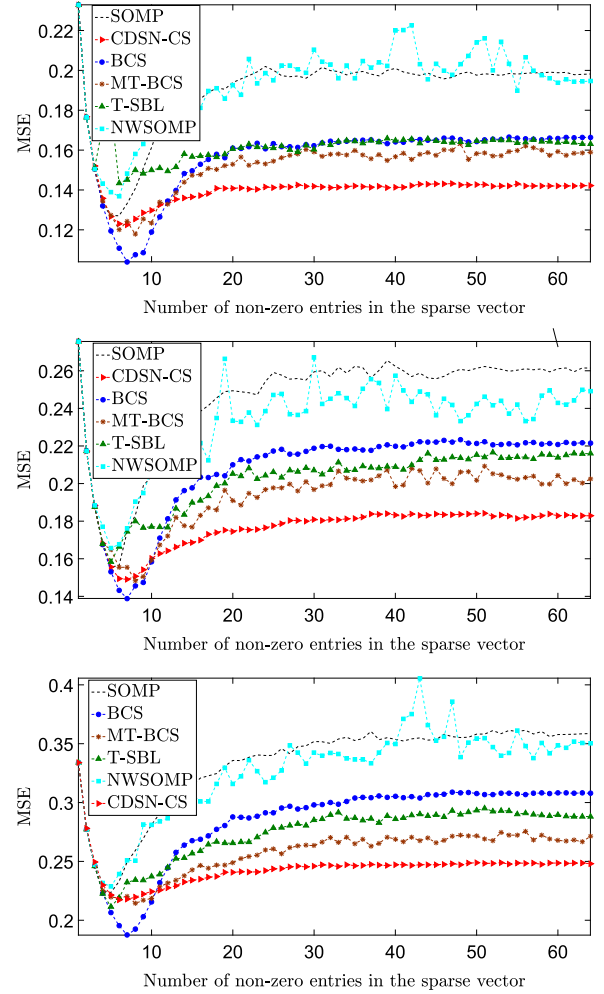 SOMP
CDSN-CS
BCS
MT-BCS
T-SBL
NWSOMP
MSE
0.22
0.2
0.18
0.16
0.14
0.12
10 20 30 40 50 60
Number of non-zero entries in the sparse vector
SOMP
CDSN-CS
BCS
MT-BCS
T-SBL
NWSOMP
MSE
0.26
0.24
0.22
0.2
0.18
0.16
0.14
10 20 30 40 50 60
Number of non-zero entries in the sparse vector
SOMP
BCS
MT-BCS
T-SBL
NWSOMP
CDSN-CS
MSE
0.4
0.35
0.3
0.25
0.2
10 20 30 40 50 60
Number of non-zero entries in the sparse vector